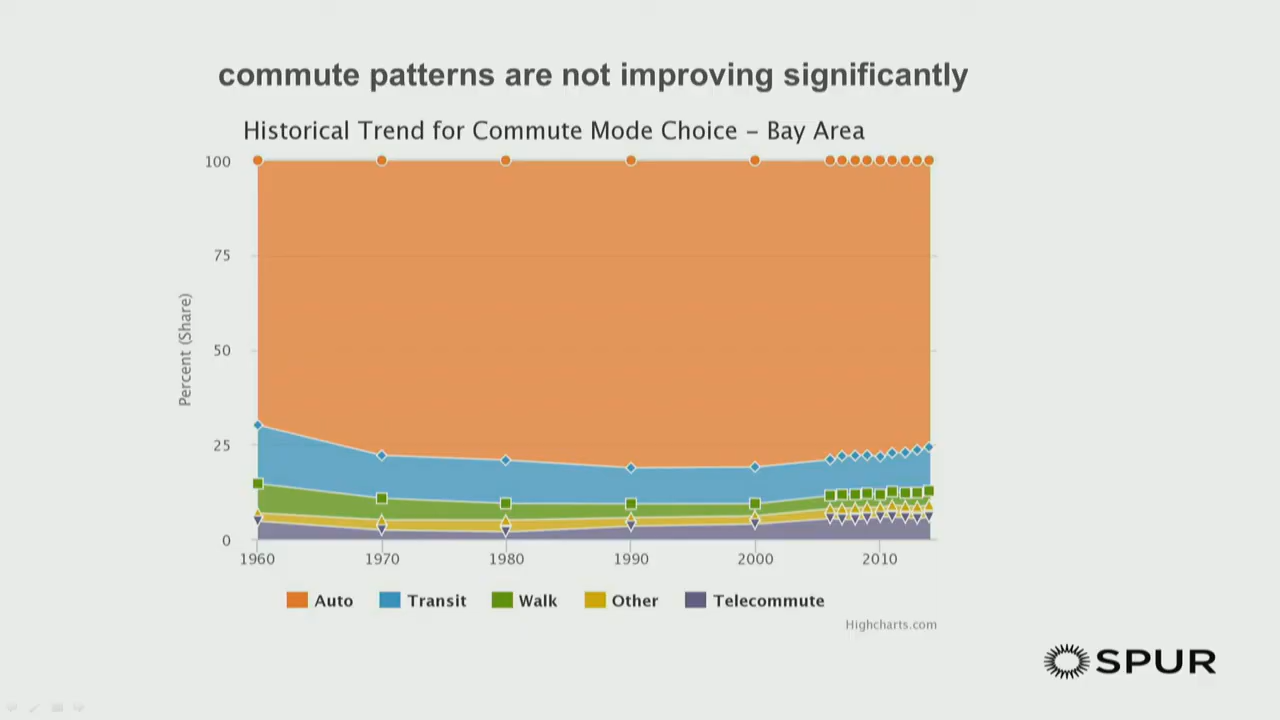 commute patterns are not improving significantly
Historical Trend for Commute Mode Choice – Bay Area
100
75
50
25
0
Percent (Share)
1960 1970 1980 1990 2000 2010
Auto Transit Walk Other Telecommute
Highcharts.com
SPUR